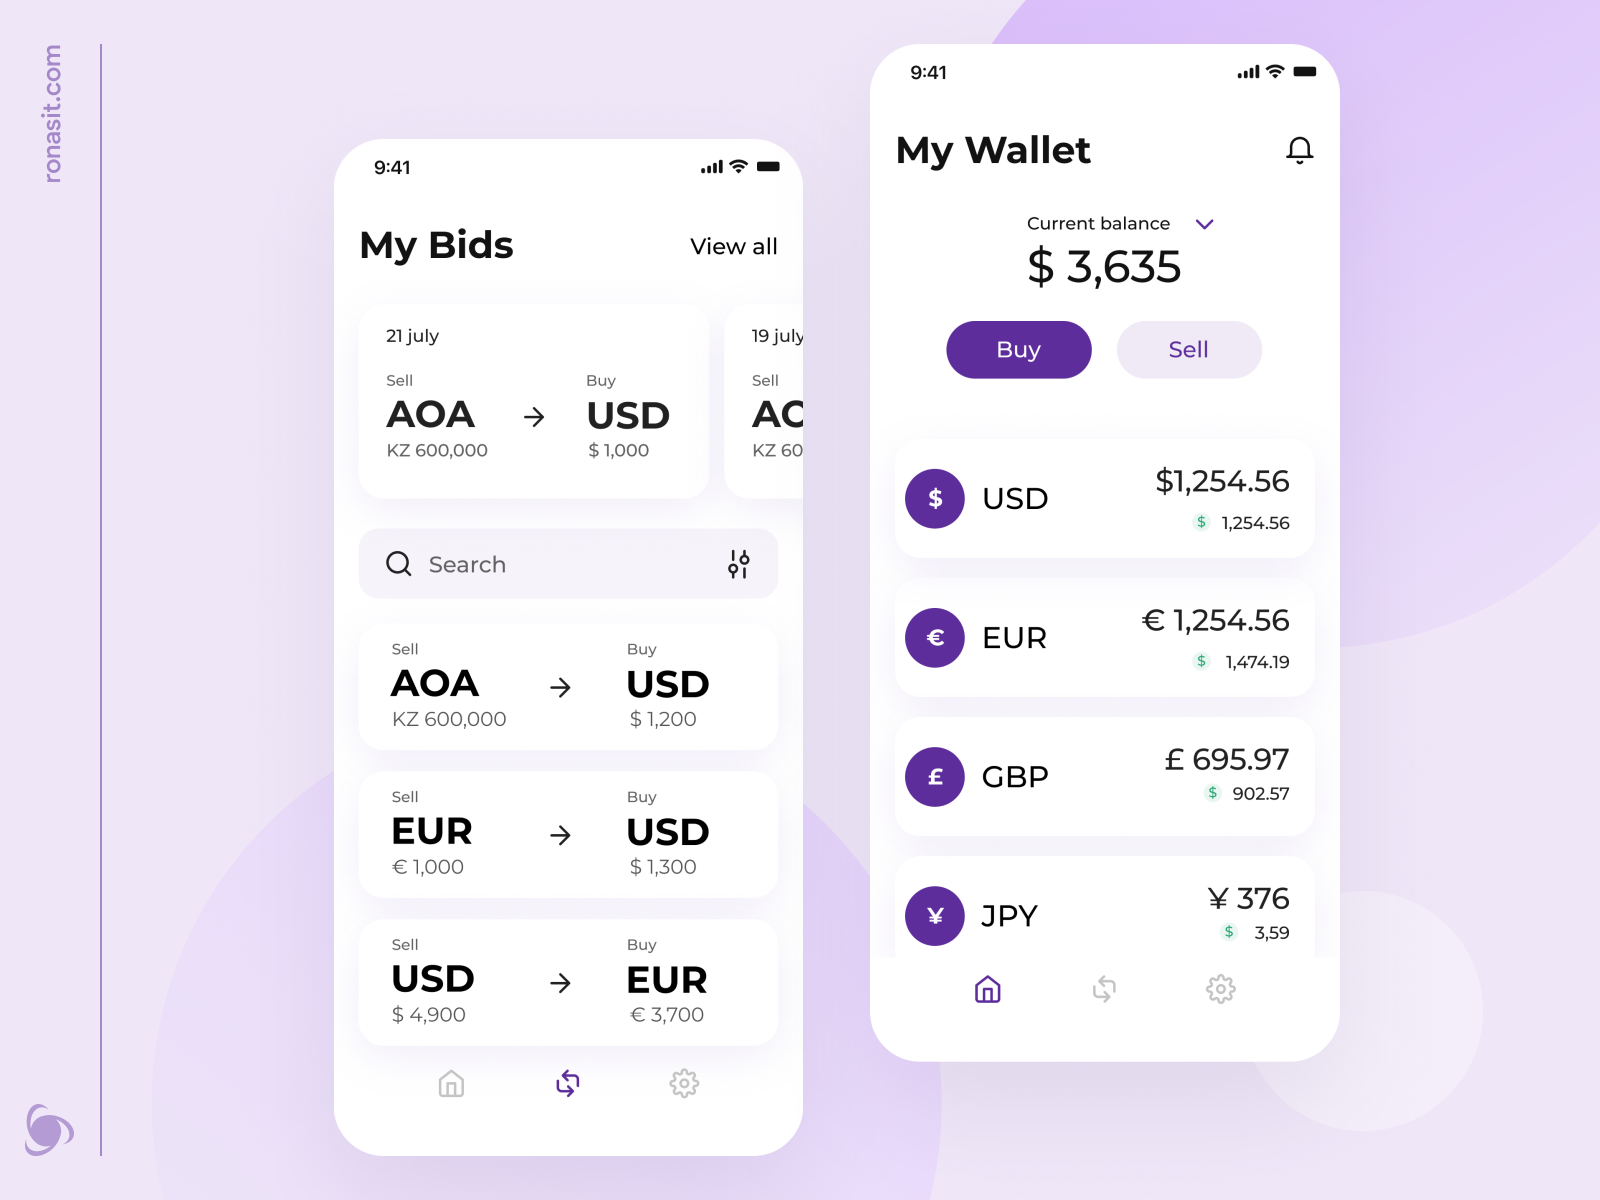 ronasit.com
9:41
My Bids
View all
21 july
Sell
Buy
AOA
USD
KZ 600,000
$ 1,000
19 july
Sell
AO
KZ 60
Search
Sell
Buy
AOA
USD
KZ 600,000
$ 1,200
Sell
Buy
EUR
USD
€ 1,000
$ 1,300
Sell
Buy
USD
EUR
$ 4,900
€ 3,700
9:41
My Wallet
Current balance
$ 3,635
Buy
Sell
$
USD
$1,254.56
$ 1,254.56
€
EUR
€ 1,254.56
$ 1,474.19
£
GBP
£ 695.97
$ 902.57
¥
JPY
¥ 376
$ 3,59